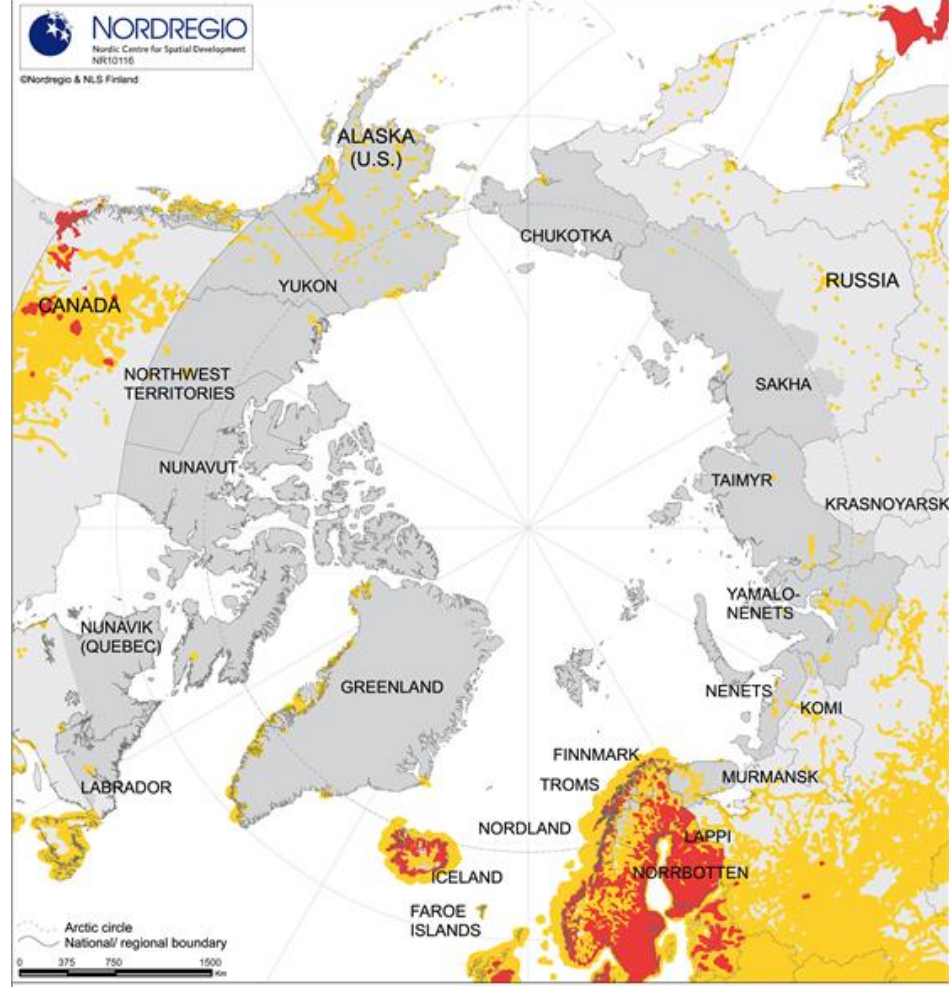 NORDREGIO
Nordic Centre for Spatial Development
NR10116
©Nordregio & NLS Finland
ALASKA
(U.S.)
CHUKOTKA
YUKON
RUSSIA
CANADA
NORTHWEST
TERRITORIES
SAKHA
NUNAVUT
TAIMYR
KRASNOYARSK
YAMALO-
NENETS
NUNAVIK
(QUEBEC)
GREENLAND
NENETS
KOMI
FINNMARK
MURMANSK
TROMS
LABRADOR
NORDLAND
LAPPI
NORRBOTTEN
ICELAND
FAROE
ISLANDS
Arctic circle
National/ regional boundary
0 375 750 1500
Km